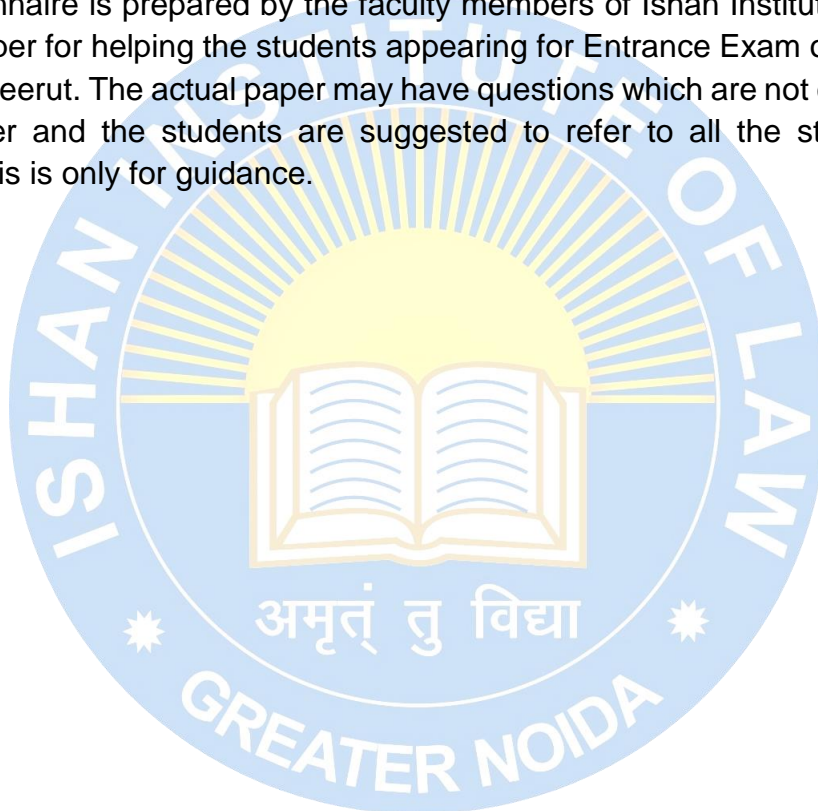 nnaire is prepared by the faculty members of Ishan Institut
per for helping the students appearing for Entrance Exam
eerut. The actual paper may have questions which are not
er and the students are suggested to refer to all the st
is is only for guidance.
ISHAN INSTITUTE OF LAW
अमृतं तु विद्या
GREATER NOIDA